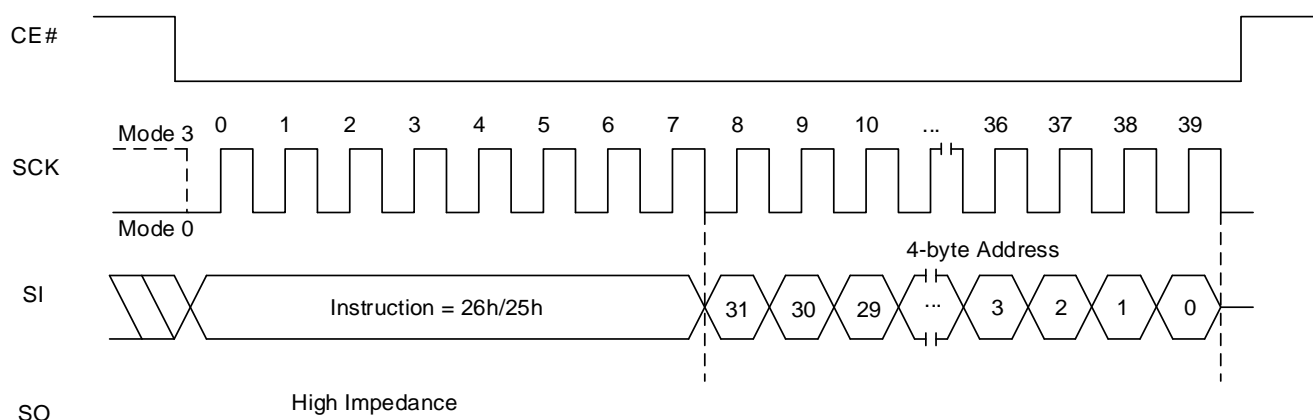 CE#
Mode 3
0 1 2 3 4 5 6 7 8 9 10 ... 36 37 38 39
SCK
Mode 0
4-byte Address
SI
Instruction = 26h/25h
31 30 29 ... 3 2 1 0
High Impedance
SO